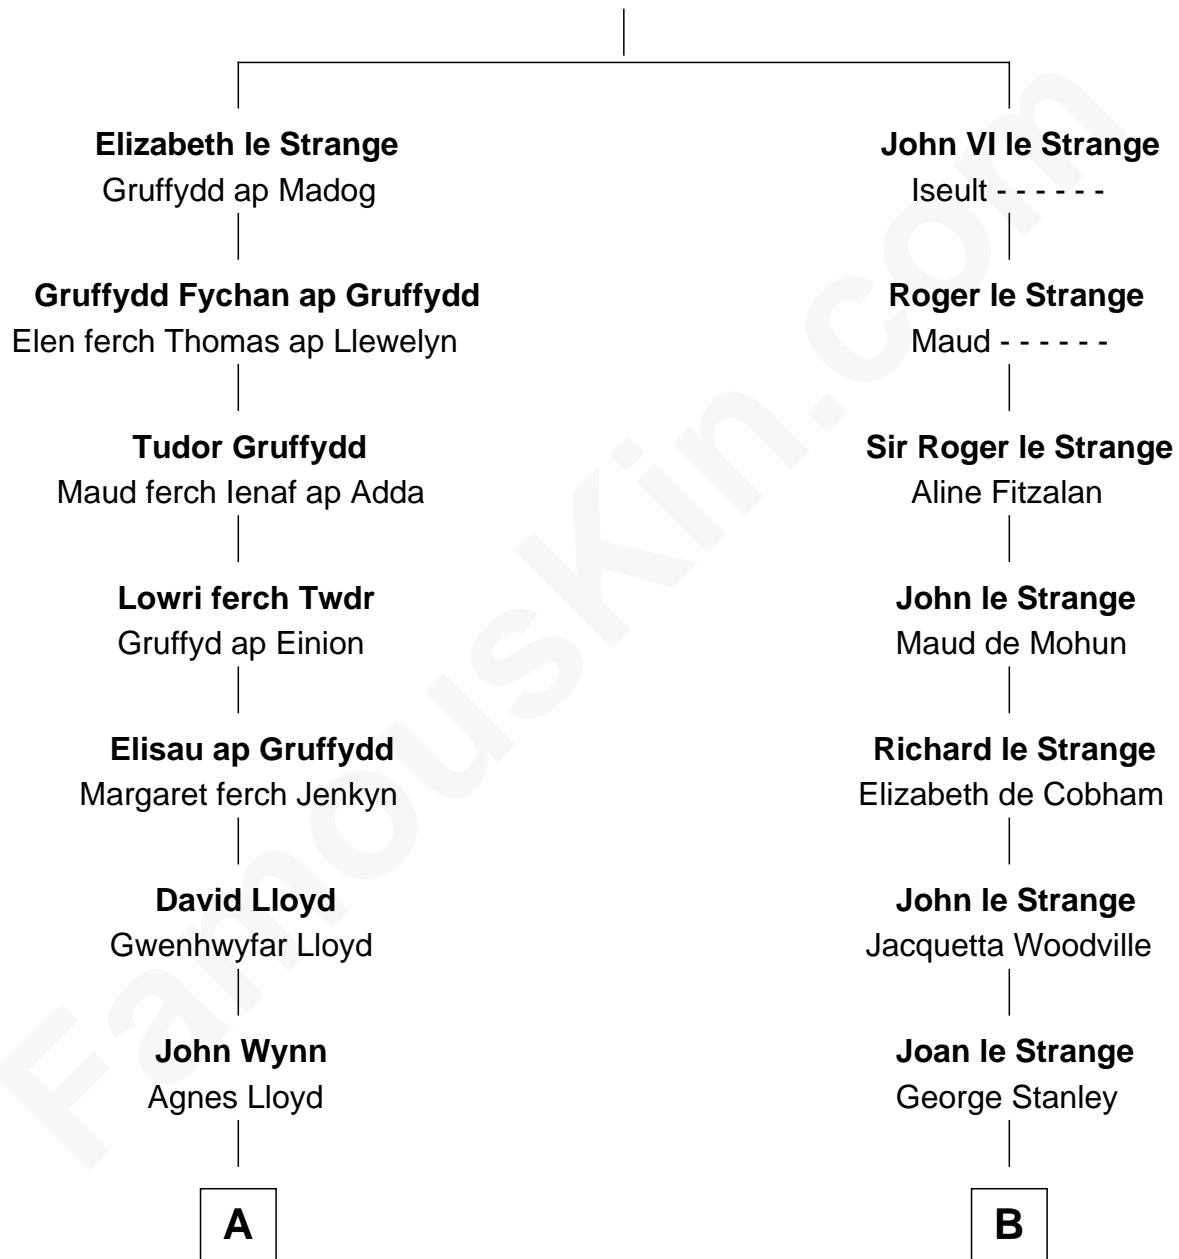 Elizabeth le Strange
Gruffydd ap Madog
Gruffydd Fychan ap Gruffydd
Elen ferch Thomas ap Llewelyn
Tudor Gruffydd
Maud ferch Ienaf ap Adda
Lowri ferch Twdr
Gruffyd ap Einion
Elisau ap Gruffydd
Margaret ferch Jenkyn
David Lloyd
Gwenhwyfar Lloyd
John Wynn
Agnes Lloyd
A
John VI le Strange
Iseult - - - - - -
Roger le Strange
Maud - - - - - -
Sir Roger le Strange
Aline Fitzalan
John le Strange
Maud de Mohun
Richard le Strange
Elizabeth de Cobham
John le Strange
Jacquetta Woodville
Joan le Strange
George Stanley
B
FamousKin.com